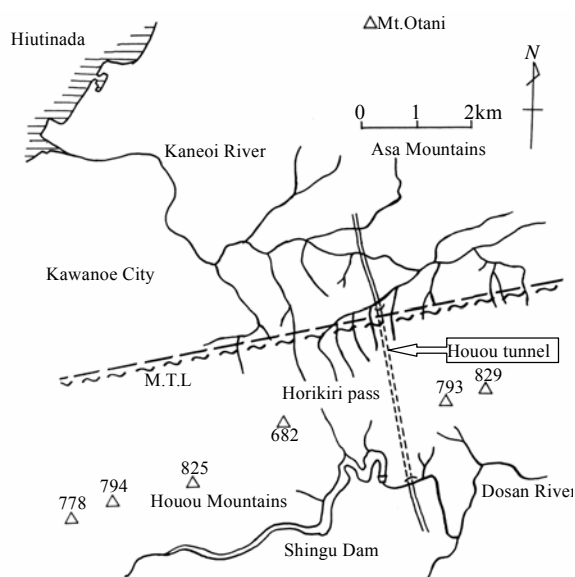 Mt.Otani
Hiutinada
N
0 1 2km
Kaneoi River
Asa Mountains
Kawanoe City
Houou tunnel
M.T.L
829
793
Horikiri pass
682
825
794
Houou Mountains
778
Dosan River
Shingu Dam